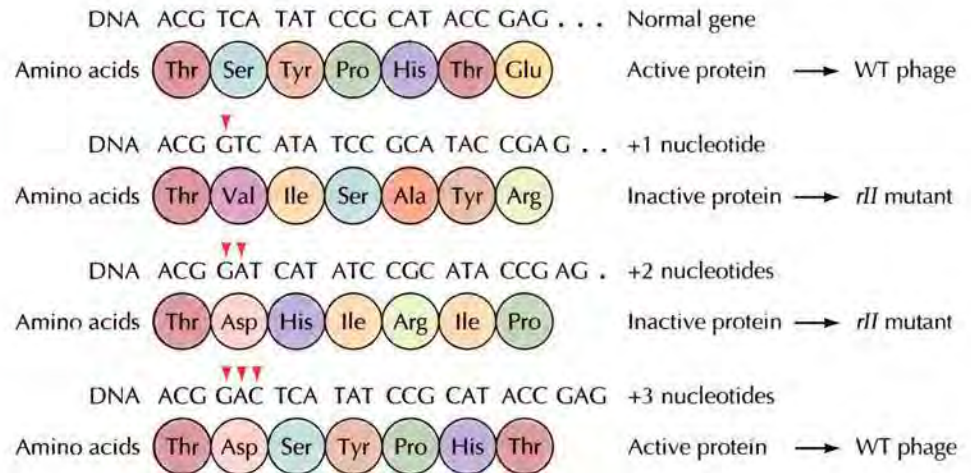 DNA ACG TCA TAT CCG CAT ACC GAG . . . Normal gene
Amino acids Thr Ser Tyr Pro His Thr Glu Active protein → WT phage
DNA ACG GTC ATA TCC GCA TAC CGA G . . +1 nucleotide
Amino acids Thr Val Ile Ser Ala Tyr Arg Inactive protein → rII mutant
DNA ACG GAT CAT ATC CGC ATA CCG AG . +2 nucleotides
Amino acids Thr Asp His Ile Arg Ile Pro Inactive protein → rII mutant
DNA ACG GAC TCA TAT CCG CAT ACC GAG +3 nucleotides
Amino acids Thr Asp Ser Tyr Pro His Thr Active protein → WT phage